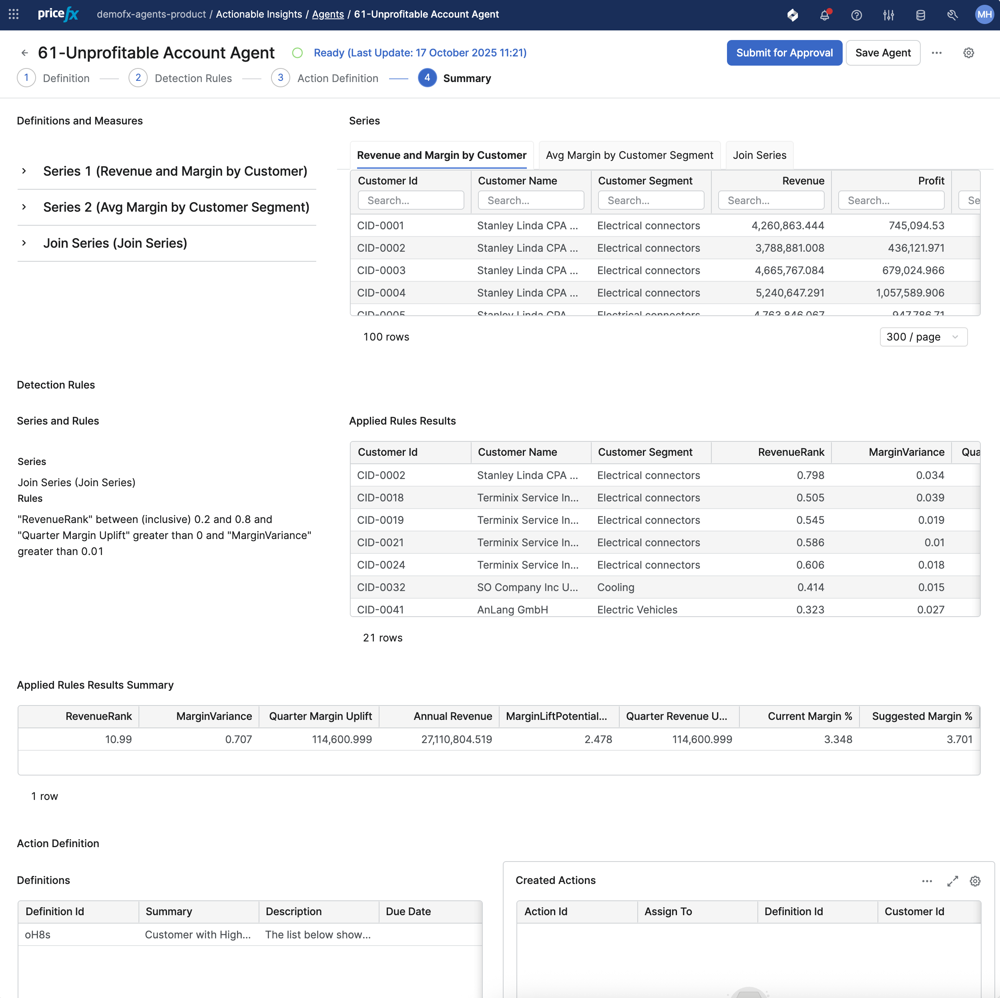 pricefx demofx-agents-product / Actionable Insights / Agents / 61-Unprofitable Account Agent MH
61-Unprofitable Account Agent Ready (Last Update: 17 October 2025 11:21) Submit for Approval Save Agent
1 Definition 2 Detection Rules 3 Action Definition 4 Summary
Definitions and Measures
Series 1 (Revenue and Margin by Customer)
Series 2 (Avg Margin by Customer Segment)
Join Series (Join Series)
Series
Revenue and Margin by Customer Avg Margin by Customer Segment Join Series
Customer Id Customer Name Customer Segment Revenue Profit
Search... Search... Search... Search... Search... Se
CID-0001 Stanley Linda CPA ... Electrical connectors 4,260,863.444 745,094.53
CID-0002 Stanley Linda CPA ... Electrical connectors 3,788,881.008 436,121.971
CID-0003 Stanley Linda CPA ... Electrical connectors 4,665,767.084 679,024.966
CID-0004 Stanley Linda CPA ... Electrical connectors 5,240,647.291 1,057,589.906
CID-0005 Stanley Linda CPA Electrical connectors 4,763,846.067 947,786.71
100 rows 300 / page
Detection Rules
Series and Rules
Series
Join Series (Join Series)
Rules
"RevenueRank" between (inclusive) 0.2 and 0.8 and
"Quarter Margin Uplift" greater than 0 and "MarginVariance"
greater than 0.01
Applied Rules Results
Customer Id Customer Name Customer Segment RevenueRank MarginVariance Qua
CID-0002 Stanley Linda CPA ... Electrical connectors 0.798 0.034
CID-0018 Terminix Service In... Electrical connectors 0.505 0.039
CID-0019 Terminix Service In... Electrical connectors 0.545 0.019
CID-0021 Terminix Service In... Electrical connectors 0.586 0.01
CID-0024 Terminix Service In... Electrical connectors 0.606 0.018
CID-0032 SO Company Inc U... Cooling 0.414 0.015
CID-0041 AnLang GmbH Electric Vehicles 0.323 0.027
21 rows
Applied Rules Results Summary
RevenueRank MarginVariance Quarter Margin Uplift Annual Revenue MarginLiftPotential... Quarter Revenue U... Current Margin % Suggested Margin %
10.99 0.707 114,600.999 27,110,804.519 2.478 114,600.999 3.348 3.701
1 row
Action Definition
Definitions
Definition Id Summary Description Due Date
oH8s Customer with High... The list below show...
Created Actions
Action Id Assign To Definition Id Customer Id